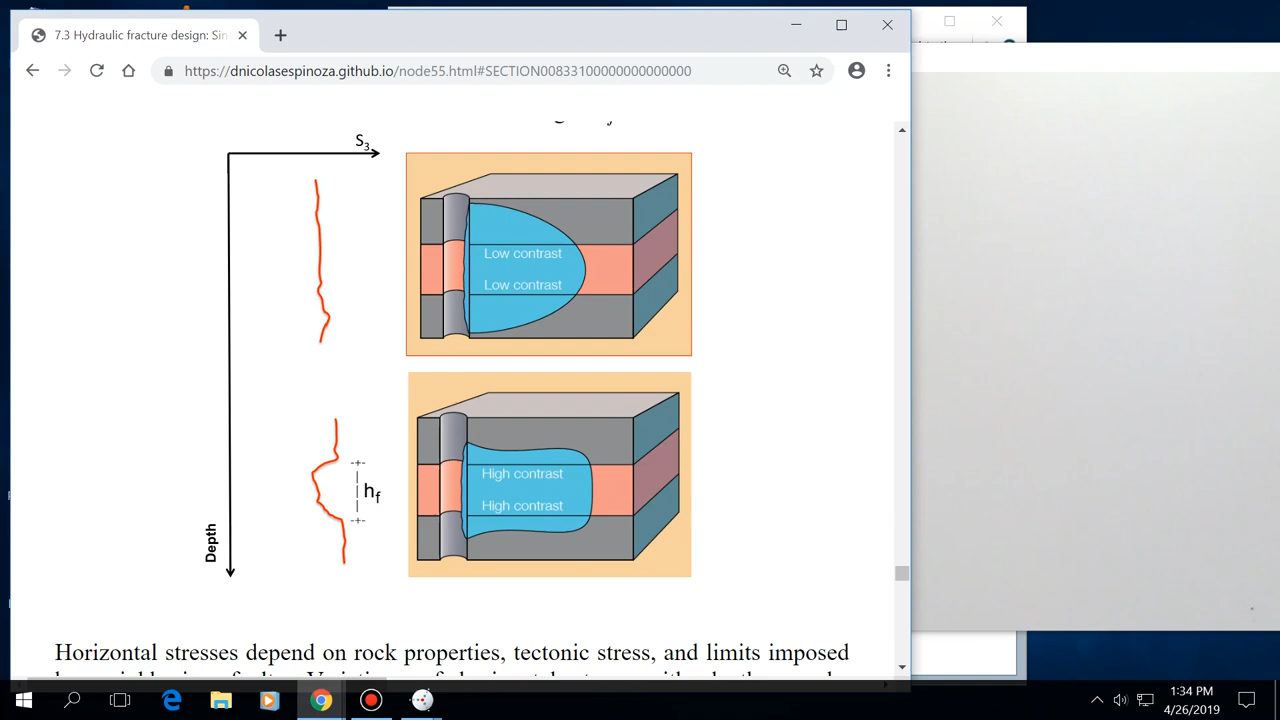 7.3 Hydraulic fracture design: Sin
https://dnicolasespinoza.github.io/node55.html#SECTION00833100000000000000
S3
Low contrast
Low contrast
High contrast
High contrast
hf
Depth
Horizontal stresses depend on rock properties, tectonic stress, and limits imposed
1:34 PM
4/26/2019